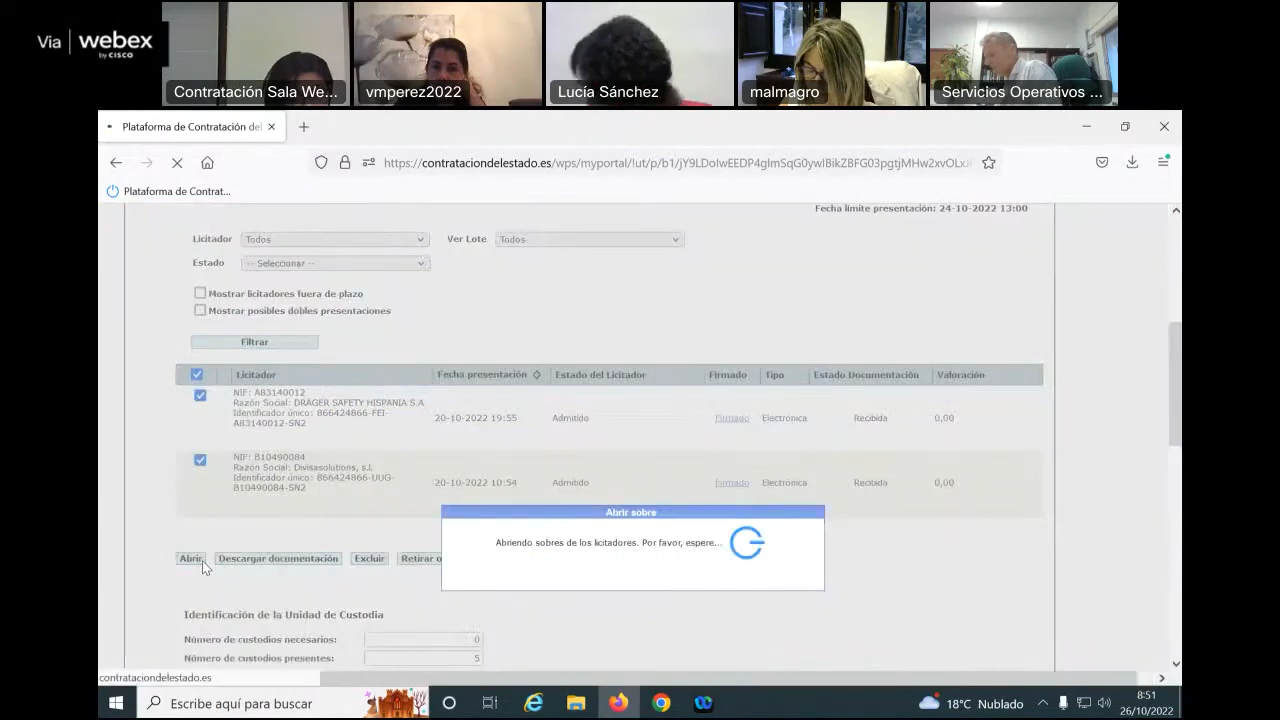 Via webex
by CISCO
Contratación Sala We...
vmperez2022
Lucía Sánchez
malmagro
Servicios Operativos ...
Plataforma de Contratación del
https://contrataciondelestado.es/wps/myportal/!ut/p/b1/
Plataforma de Contrat...
Fecha límite presentación: 24-10-2022 13:00
Licitador Todos Ver Lote Todos
Estado -- Seleccionar --
Mostrar licitadores fuera de plazo
Mostrar posibles dobles presentaciones
Filtrar
Licitador Fecha presentación Estado del Licitador Firmado Tipo Estado Documentación Valoración
NIF: A83140012
Razón Social: DRÄGER SAFETY HISPANIA S.A
Identificador único: 866424866-FEI-
A83140012-SN2
20-10-2022 19:55 Admitido Firmado Electrónica Recibida 0,00
NIF: B10490084
Razón Social: Divisasolutions, s.l.
Identificador único: 866424866-UUG-
B10490084-SN2
20-10-2022 10:54 Admitido Firmado Electrónica Recibida 0,00
Abrir sobre
Abriendo sobres de los licitadores. Por favor, espere...
Abrir Descargar documentación Excluir Retirar o
Identificación de la Unidad de Custodia
Número de custodios necesarios: 0
Número de custodios presentes: 5
contrataciondelestado.es
Escribe aquí para buscar
18°C Nublado
8:51
26/10/2022